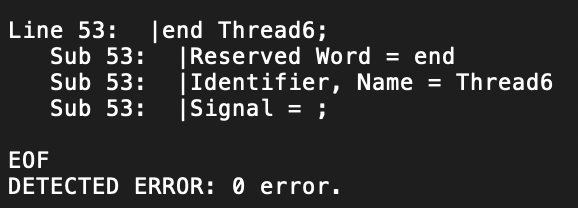 Line 53:  |end Thread6;
   Sub 53:  |Reserved Word = end
   Sub 53:  |Identifier, Name = Thread6
   Sub 53:  |Signal = ;

EOF
DETECTED ERROR: 0 error.